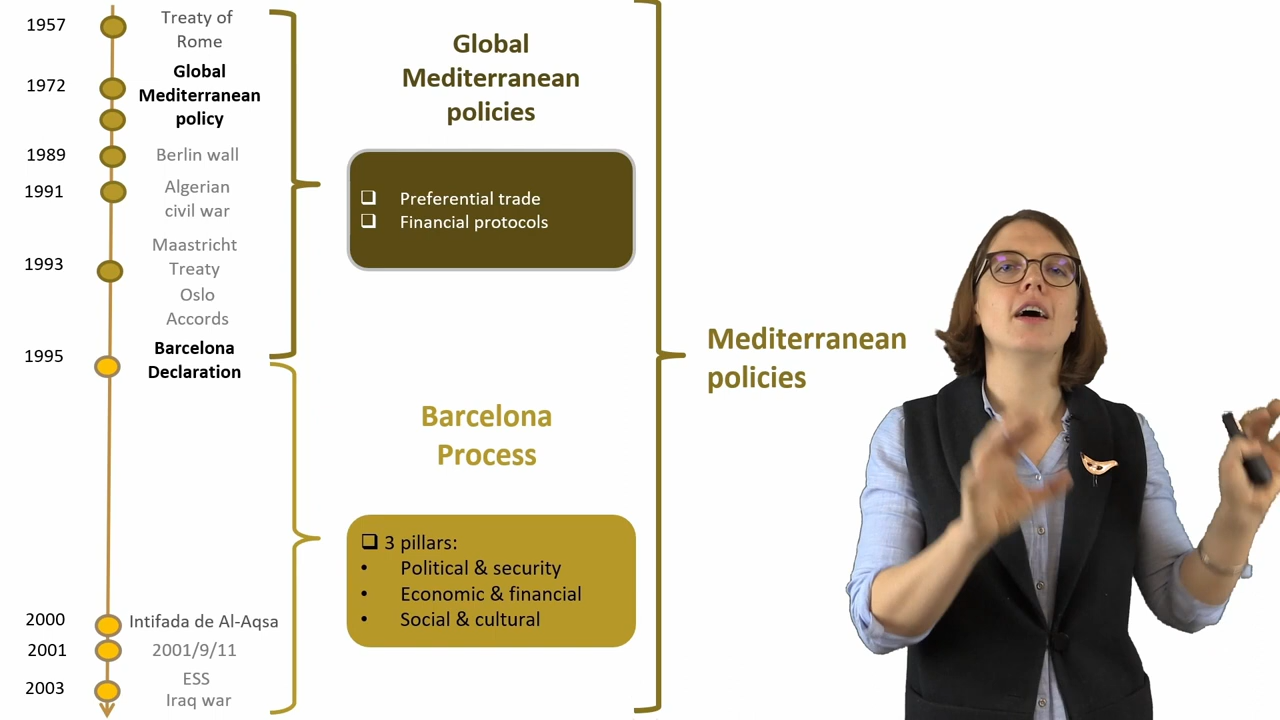 1957
Treaty of
Rome
1972
Global
Mediterranean
policy
1989
Berlin wall
1991
Algerian
civil war
1993
Maastricht
Treaty
Oslo
Accords
1995
Barcelona
Declaration
2000
Intifada de Al-Aqsa
2001
2001/9/11
2003
ESS
Iraq war
Global
Mediterranean
policies
❑ Preferential trade
❑ Financial protocols
Barcelona
Process
❑ 3 pillars:
• Political & security
• Economic & financial
• Social & cultural
Mediterranean
policies